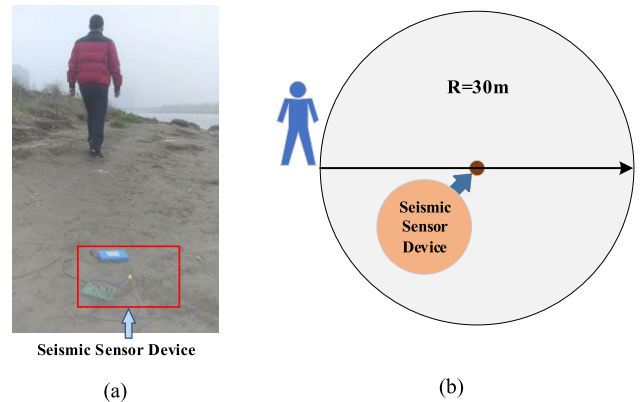 Seismic Sensor Device
(a)
R=30m
Seismic
Sensor
Device
(b)